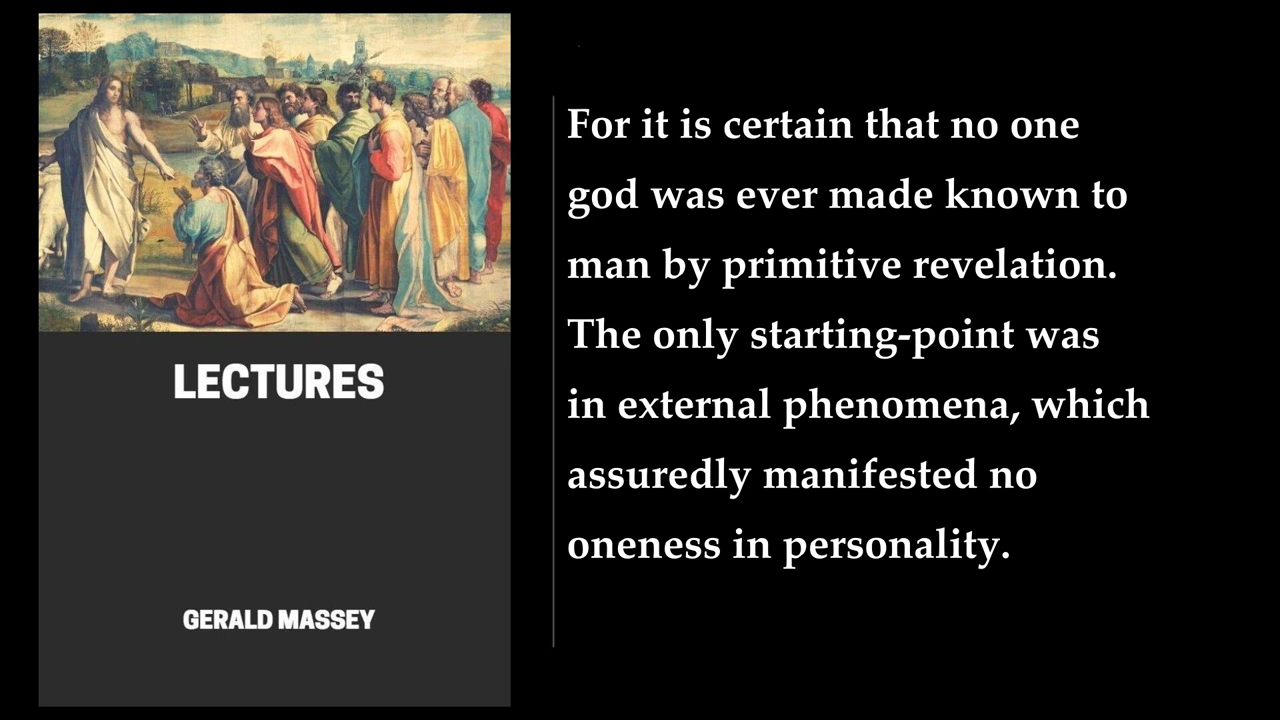 LECTURES
GERALD MASSEY
For it is certain that no one
god was ever made known to
man by primitive revelation.
The only starting-point was
in external phenomena, which
assuredly manifested no
oneness in personality.